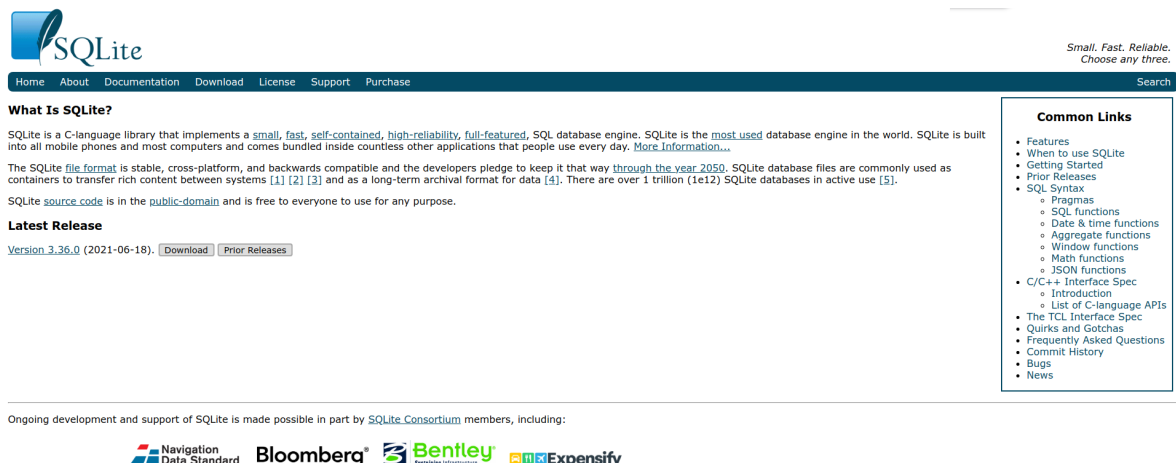 SQLite
Small. Fast. Reliable.
Choose any three.
Home About Documentation Download License Support Purchase Search
What Is SQLite?
SQLite is a C-language library that implements a small, fast, self-contained, high-reliability, full-featured, SQL database engine. SQLite is the most used database engine in the world. SQLite is built
into all mobile phones and most computers and comes bundled inside countless other applications that people use every day. More Information...
The SQLite file format is stable, cross-platform, and backwards compatible and the developers pledge to keep it that way through the year 2050. SQLite database files are commonly used as
containers to transfer rich content between systems [1] [2] [3] and as a long-term archival format for data [4]. There are over 1 trillion (1e12) SQLite databases in active use [5].
SQLite source code is in the public-domain and is free to everyone to use for any purpose.
Latest Release
Version 3.36.0 (2021-06-18). Download Prior Releases
Common Links
Features
When to use SQLite
Getting Started
Prior Releases
SQL Syntax
Pragmas
SQL functions
Date & time functions
Aggregate functions
Window functions
Math functions
JSON functions
C/C++ Interface Spec
Introduction
List of C-language APIs
The TCL Interface Spec
Quirks and Gotchas
Frequently Asked Questions
Commit History
Bugs
News
Ongoing development and support of SQLite is made possible in part by SQLite Consortium members, including:
Navigation
Data Standard
Bloomberg®
Bentley®
Expensify